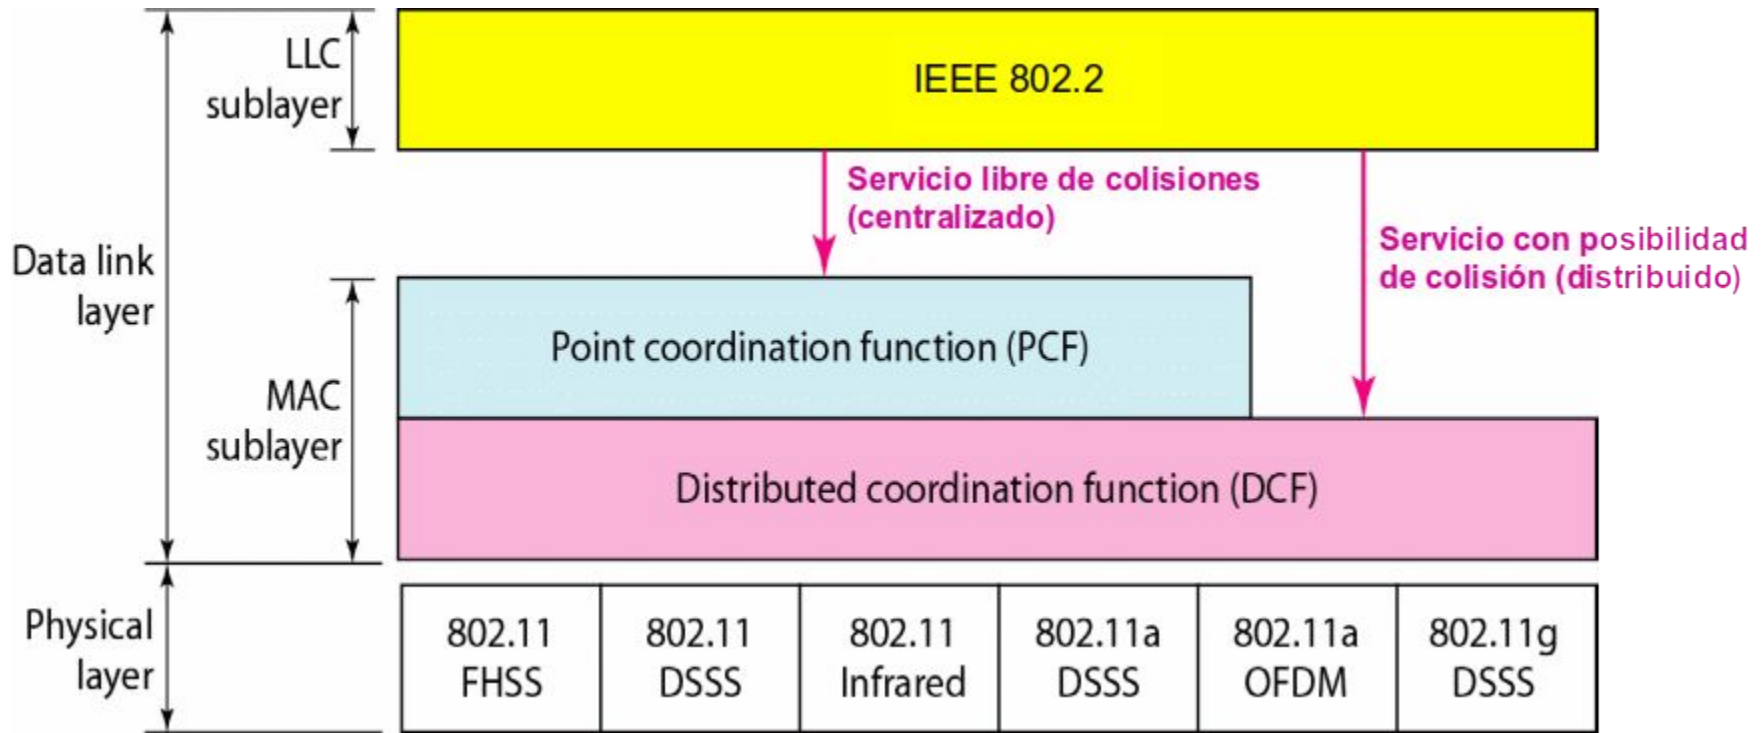 LLC
sublayer
IEEE 802.2
Servicio libre de colisiones
(centralizado)
Servicio con posibilidad
de colisión (distribuido)
Data link
layer
Point coordination function (PCF)
MAC
sublayer
Distributed coordination function (DCF)
Physical
layer
802.11
FHSS
802.11
DSSS
802.11
Infrared
802.11a
DSSS
802.11a
OFDM
802.11g
DSSS